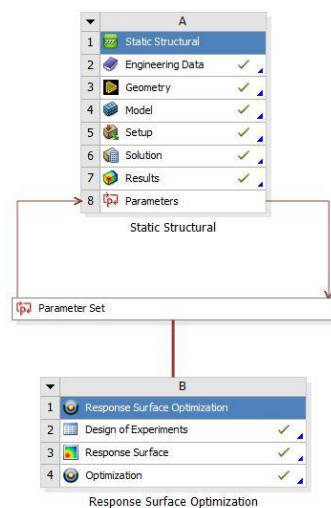 A
1 Static Structural
2 Engineering Data
3 Geometry
4 Model
5 Setup
6 Solution
7 Results
8 Parameters
Static Structural
Parameter Set
B
1 Response Surface Optimization
2 Design of Experiments
3 Response Surface
4 Optimization
Response Surface Optimization